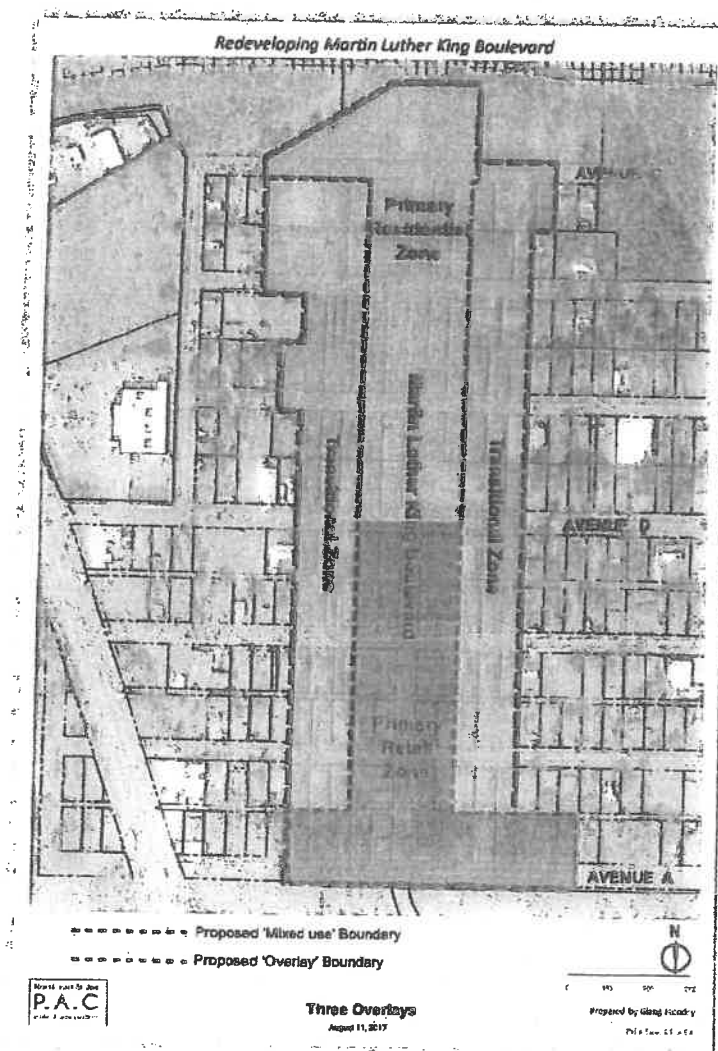 Redeveloping Martin Luther King Boulevard
AVENUE C
Primary
Residential
Zone
Martin Luther King Boulevard
Transitional Zone
Transitional Zone
AVENUE D
Primary
Retail
Zone
AVENUE A
Proposed 'Mixed use' Boundary
Proposed 'Overlay' Boundary
N
P.A.C
Three Overlays
August 11, 2017
Prepared by